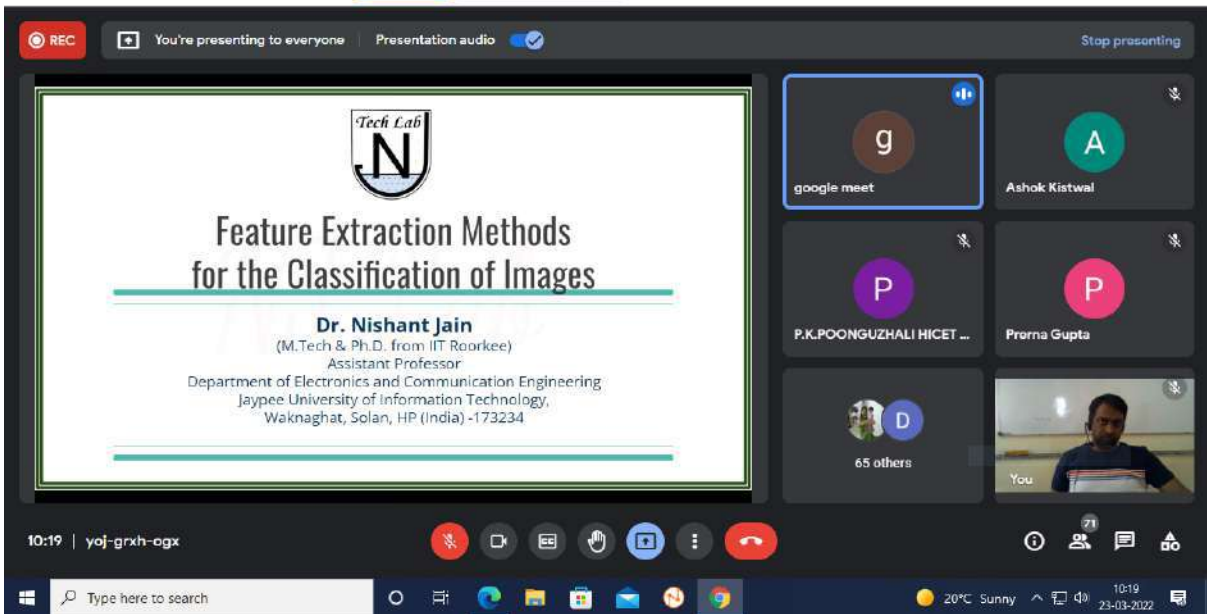 REC
You're presenting to everyone
Presentation audio
Stop presenting
Tech Lab
N
Feature Extraction Methods
for the Classification of Images
Dr. Nishant Jain
(M.Tech & Ph.D. from IIT Roorkee)
Assistant Professor
Department of Electronics and Communication Engineering
Jaypee University of Information Technology,
Waknaghat, Solan, HP (India) -173234
g
google meet
A
Ashok Kistwal
P
P.K.POONGUZHALI HICET ...
P
Prerna Gupta
D
65 others
You
10:19 | yoj-grxh-ogx
CC
71
Type here to search
20°C Sunny
10:19
23-03-2022